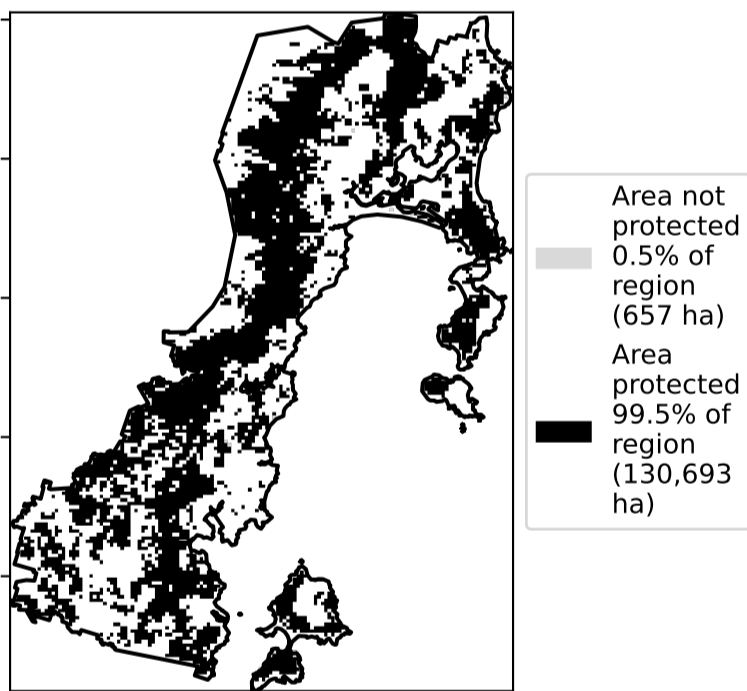 Area not
protected
0.5% of
region
(657 ha)
Area
protected
99.5% of
region
(130,693
ha)